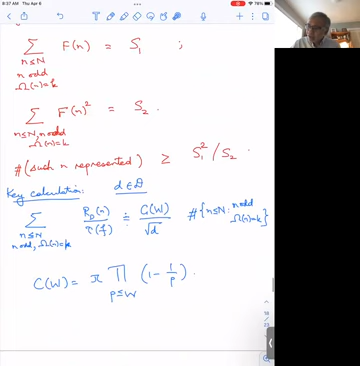 8:37 AM Thu Apr 6
78%
∑ F(n) = S₁ ;
n≤N
n odd
Ω(n)=k
∑ F(n)² = S₂ .
n≤N, n odd
Ω(n)=k
#(such n represented) ≥ S₁²/S₂ .
Key calculation: d ∈ 𝒟
∑ R_D(n)/τ(f) ≑ C(W)/√d #{n≤N: n odd Ω(n)=k}
n≤N
n odd, Ω(n)=k
C(W) = π ∏ (1 - 1/p) .
p≤W